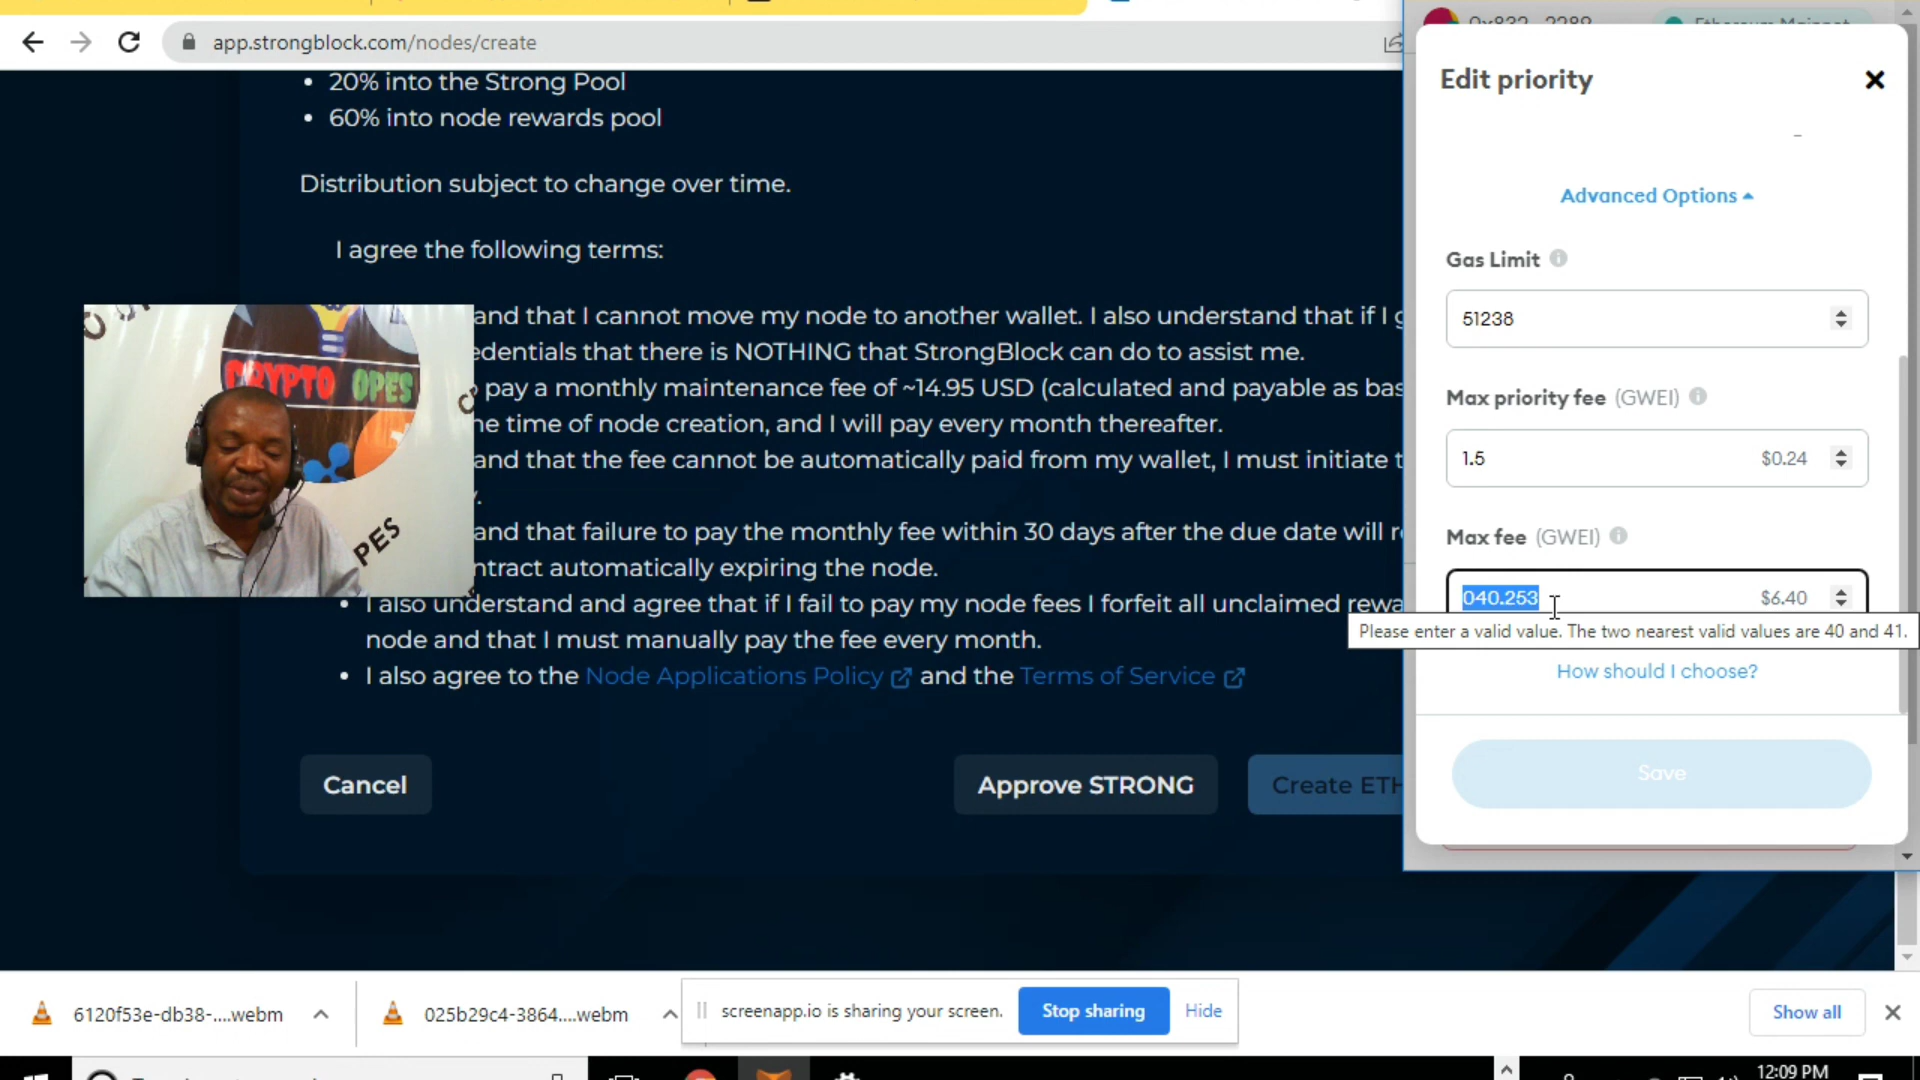 app.strongblock.com/nodes/create
• 20% into the Strong Pool
• 60% into node rewards pool
Distribution subject to change over time.
I agree the following terms:
and that I cannot move my node to another wallet. I also understand that if I g
edentials that there is NOTHING that StrongBlock can do to assist me.
pay a monthly maintenance fee of ~14.95 USD (calculated and payable as bas
e time of node creation, and I will pay every month thereafter.
and that the fee cannot be automatically paid from my wallet, I must initiate t
and that failure to pay the monthly fee within 30 days after the due date will r
ntract automatically expiring the node.
• I also understand and agree that if I fail to pay my node fees I forfeit all unclaimed rewa
node and that I must manually pay the fee every month.
• I also agree to the Node Applications Policy and the Terms of Service
Cancel
Approve STRONG
Create ETH
CRYPTO OPES
PES
0x832...2289
Ethereum Mainnet
Edit priority
Advanced Options
Gas Limit
51238
Max priority fee (GWEI)
1.5 $0.24
Max fee (GWEI)
040.253 $6.40
Please enter a valid value. The two nearest valid values are 40 and 41.
How should I choose?
Save
6120f53e-db38-....webm
025b29c4-3864....webm
screenapp.io is sharing your screen.
Stop sharing
Hide
Show all
12:09 PM